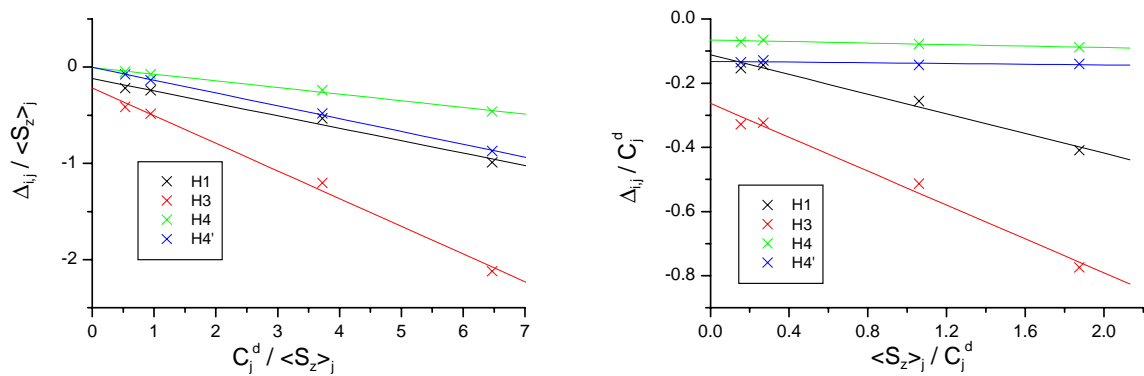 0
-1
-2
Δi,j / <Sz>j
H1
H3
H4
H4'
0 1 2 3 4 5 6 7
Cjd / <Sz>j
0.0
-0.2
-0.4
-0.6
-0.8
Δi,j / Cjd
H1
H3
H4
H4'
0.0 0.4 0.8 1.2 1.6 2.0
<Sz>j / Cjd